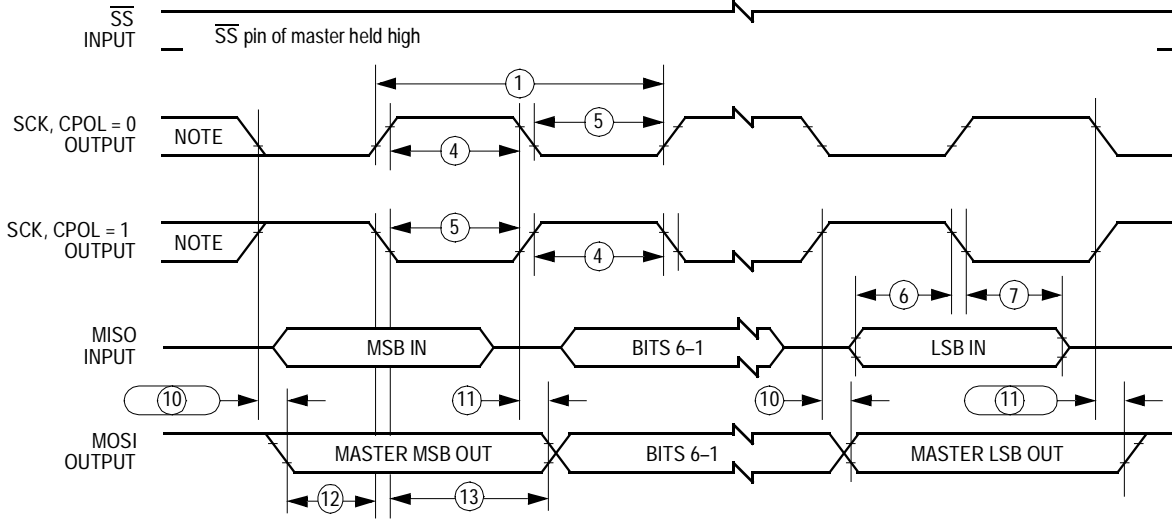 SS
INPUT
SS pin of master held high
1
SCK, CPOL = 0
OUTPUT
NOTE
4
5
SCK, CPOL = 1
OUTPUT
NOTE
5
4
6
7
MISO
INPUT
MSB IN
BITS 6–1
LSB IN
10
11
10
11
MOSI
OUTPUT
MASTER MSB OUT
BITS 6–1
MASTER LSB OUT
12
13